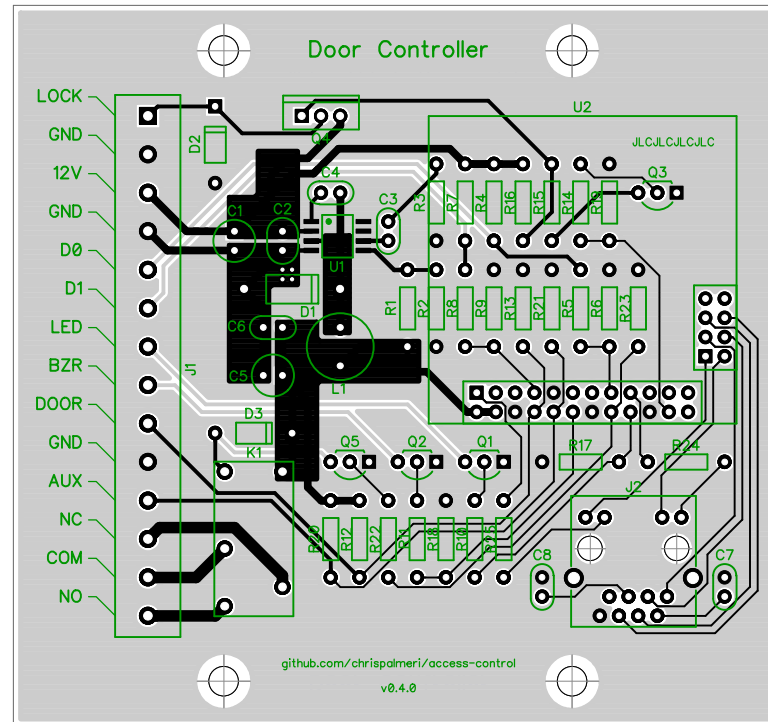 Door Controller
LOCK
GND
12V
GND
D0
D1
LED
BZR
DOOR
GND
AUX
NC
COM
NO
J1
D2
Q4
U2
JLCJLCJLCJLC
Q3
C4
C3
R3
R7
R4
R16
R15
R14
R19
C1
C2
U1
D1
R1
R2
R8
R9
R13
R21
R5
R6
R23
C6
C5
L1
D3
K1
Q5
Q2
Q1
R17
R24
J2
R20
R12
R22
R11
R18
R10
R25
C8
C7
github.com/chrispalmeri/access-control
v0.4.0